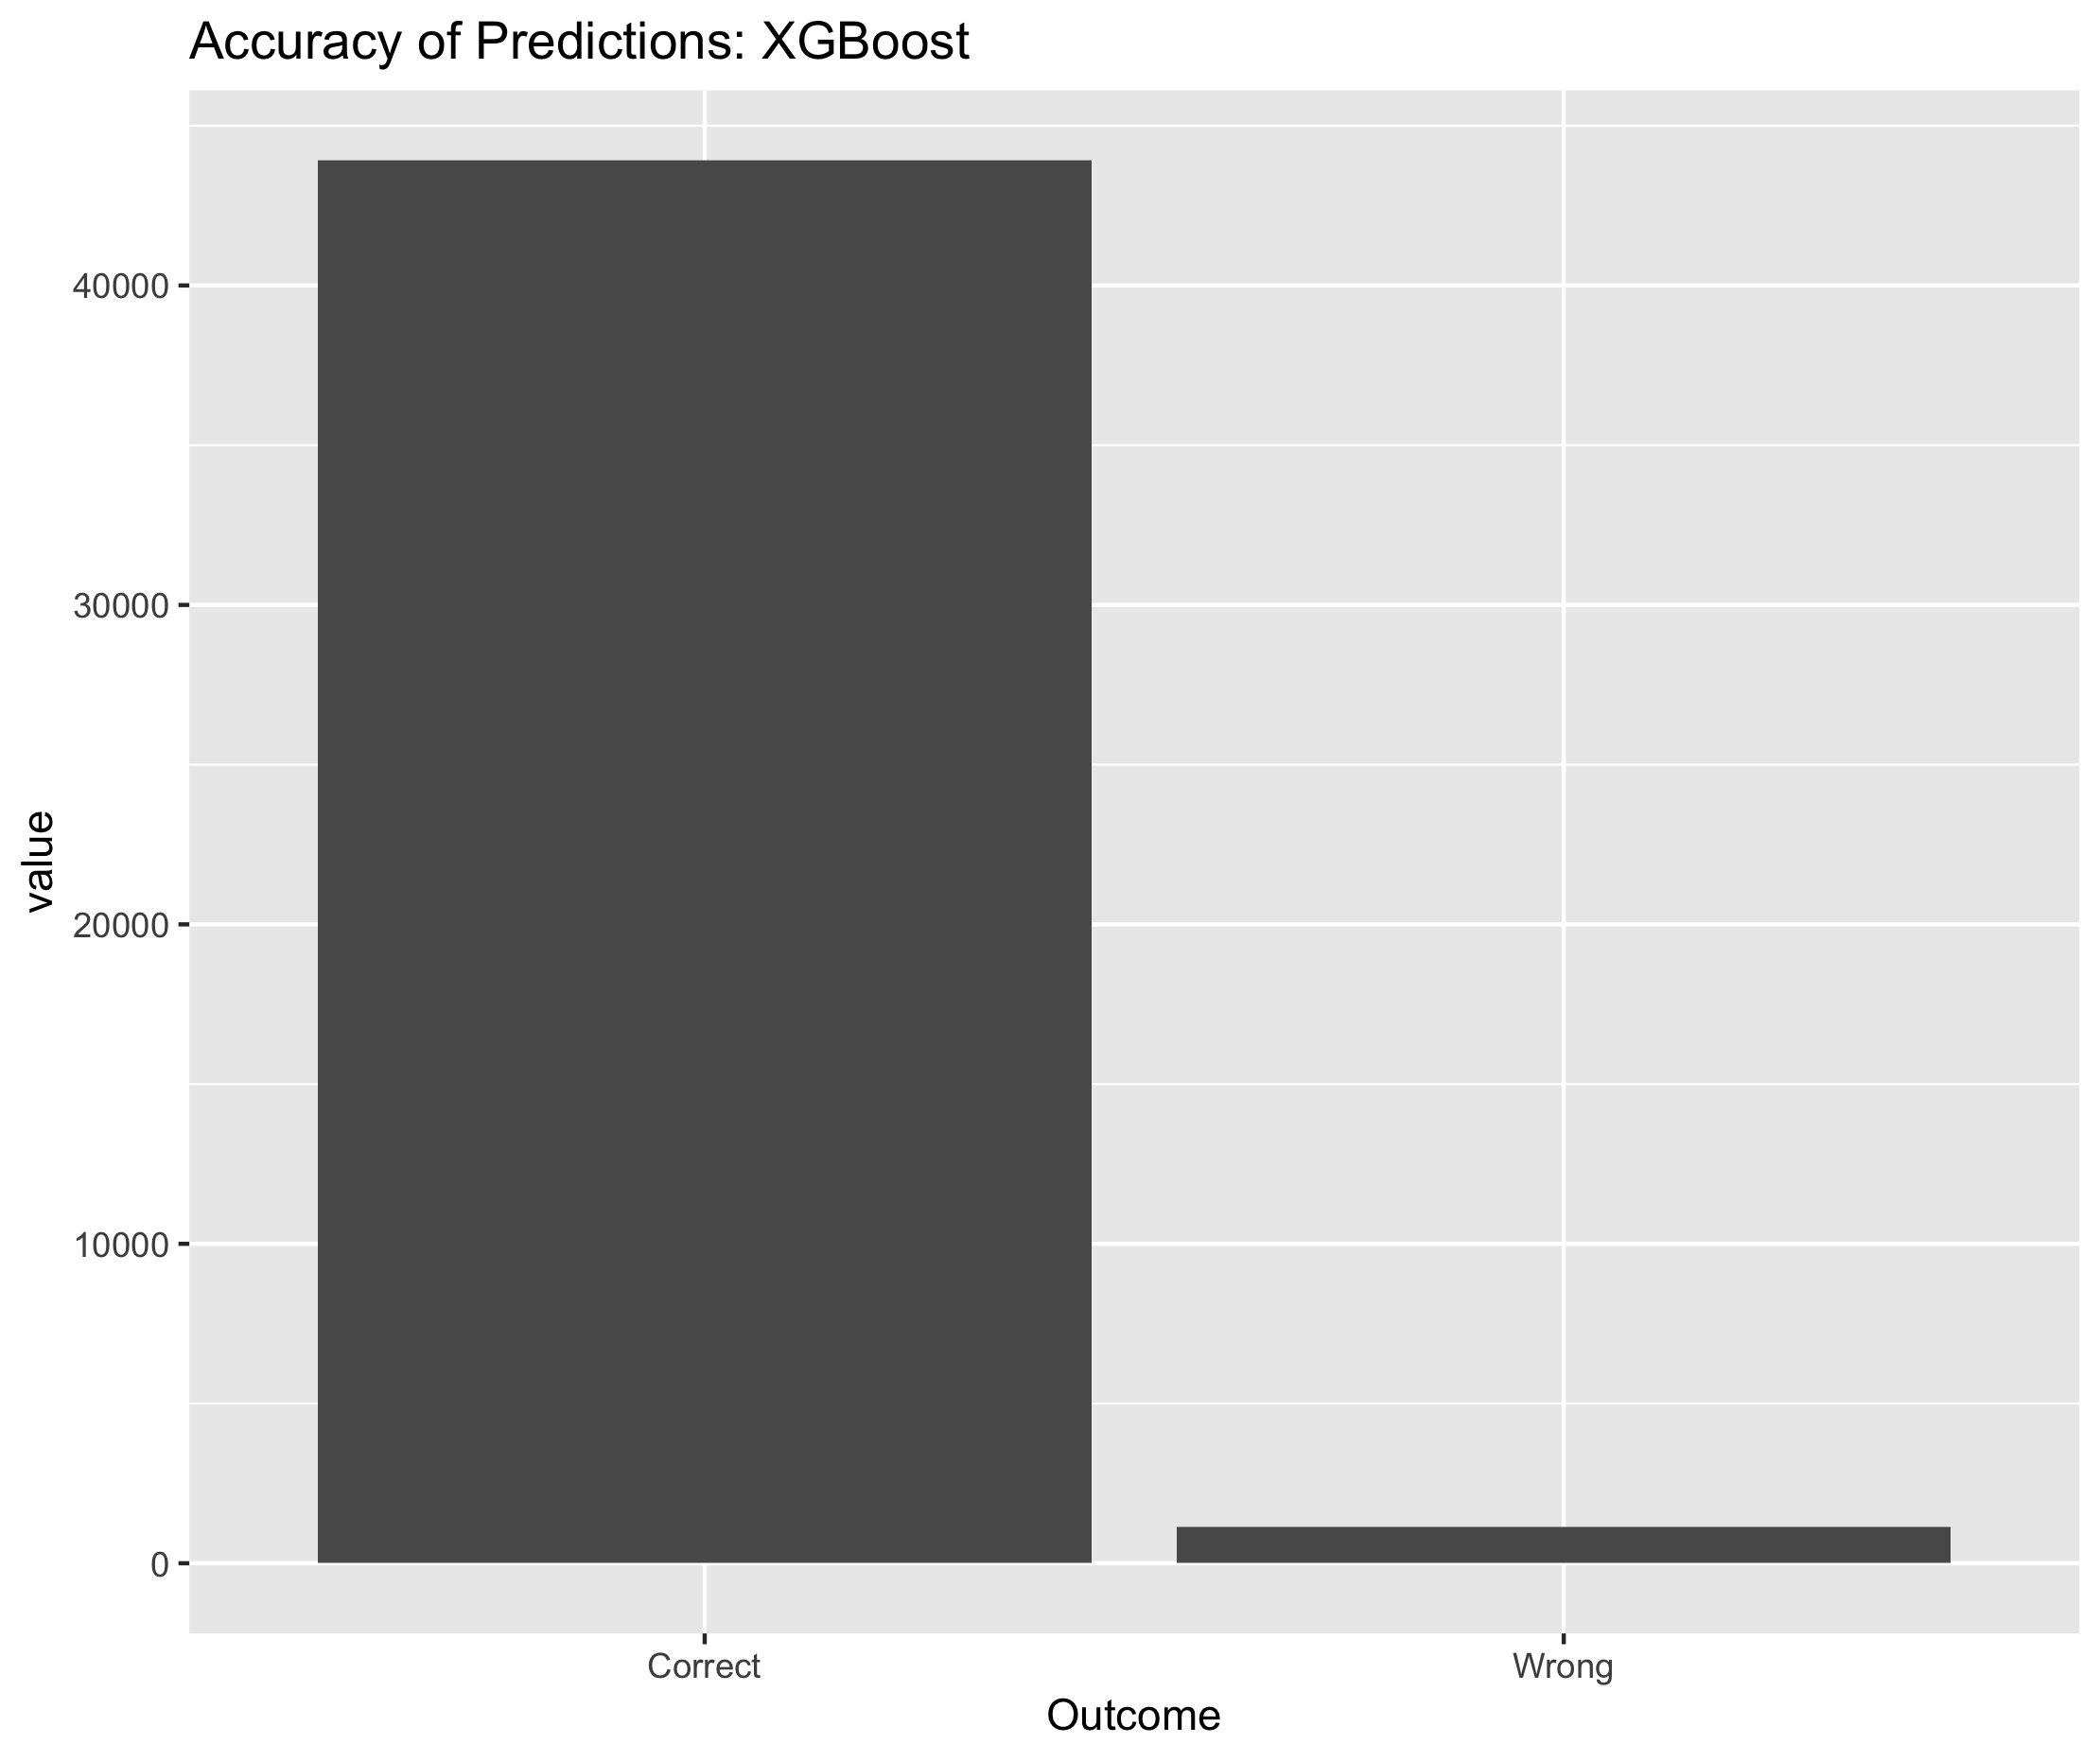 Accuracy of Predictions: XGBoost
value
40000
30000
20000
10000
0
Correct
Wrong
Outcome